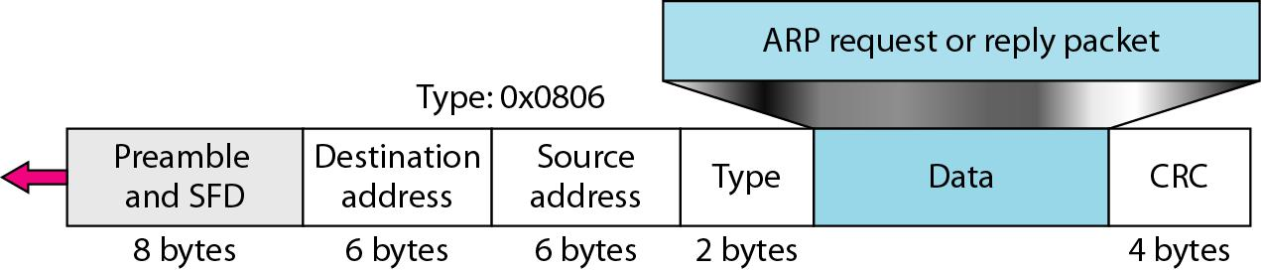 ARP request or reply packet
Type: 0x0806
Preamble
and SFD
Destination
address
Source
address
Type
Data
CRC
8 bytes
6 bytes
6 bytes
2 bytes
4 bytes